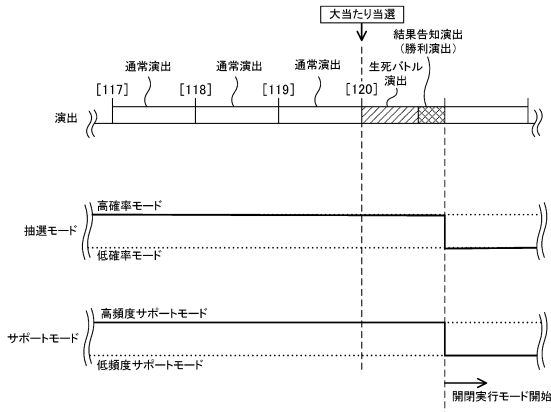 大当たり当選
結果告知演出
(勝利演出)
通常演出
通常演出
通常演出
生死バトル
演出
[117]
[118]
[119]
[120]
演出
高確率モード
抽選モード
低確率モード
高頻度サポートモード
サポートモード
低頻度サポートモード
開閉実行モード開始